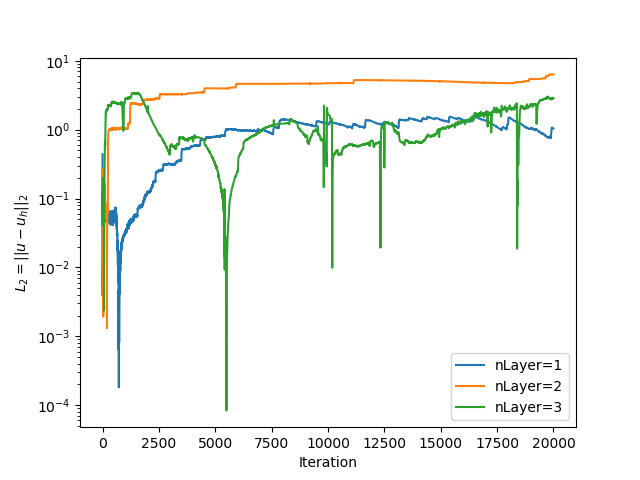 10¹
10⁰
10⁻¹
10⁻²
10⁻³
10⁻⁴
L₂ = ||u − uₕ||₂
0 2500 5000 7500 10000 12500 15000 17500 20000
Iteration
nLayer=1
nLayer=2
nLayer=3